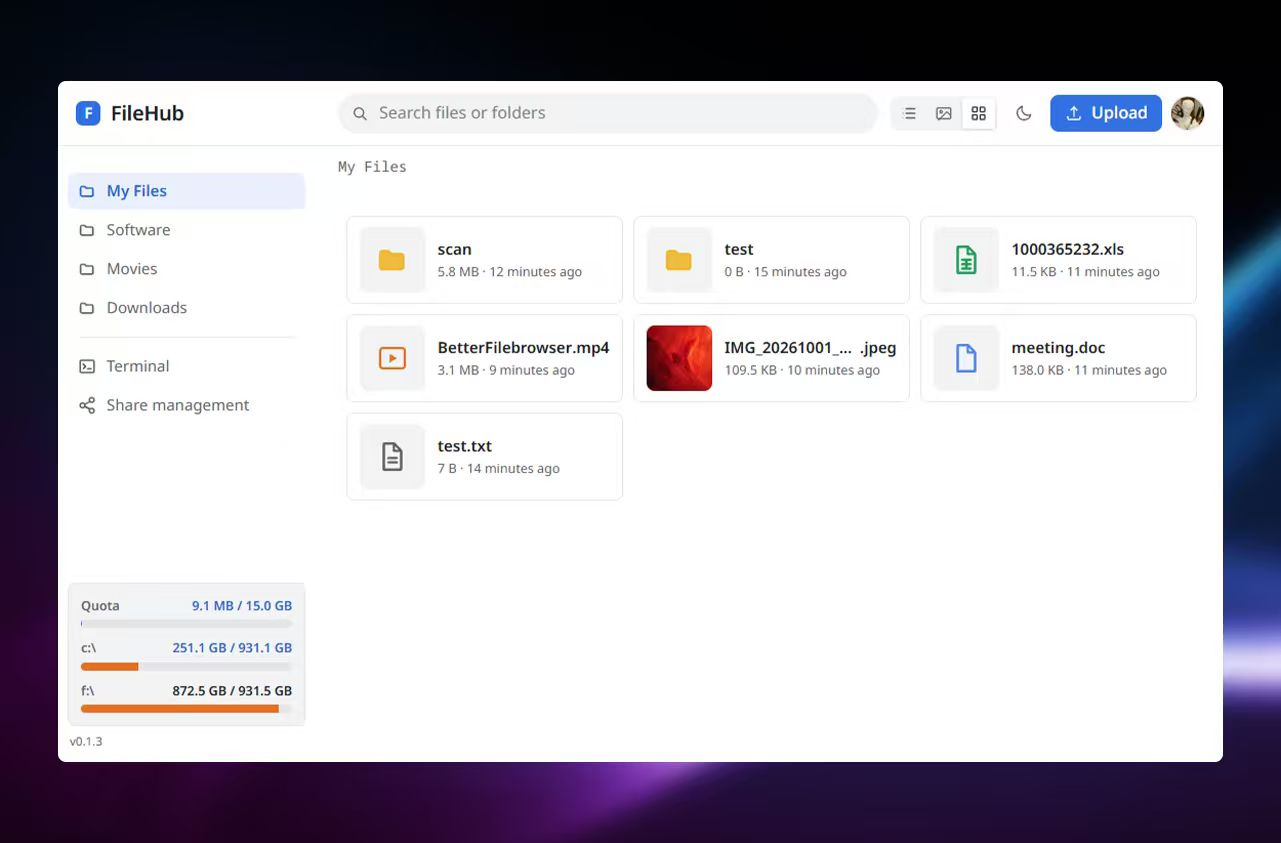 F FileHub
Search files or folders
Upload
My Files
Software
Movies
Downloads
Terminal
Share management
Quota 9.1 MB / 15.0 GB
c:\ 251.1 GB / 931.1 GB
f:\ 872.5 GB / 931.5 GB
v0.1.3
My Files
scan
5.8 MB · 12 minutes ago
test
0 B · 15 minutes ago
1000365232.xls
11.5 KB · 11 minutes ago
BetterFilebrowser.mp4
3.1 MB · 9 minutes ago
IMG_20261001_... .jpeg
109.5 KB · 10 minutes ago
meeting.doc
138.0 KB · 11 minutes ago
test.txt
7 B · 14 minutes ago